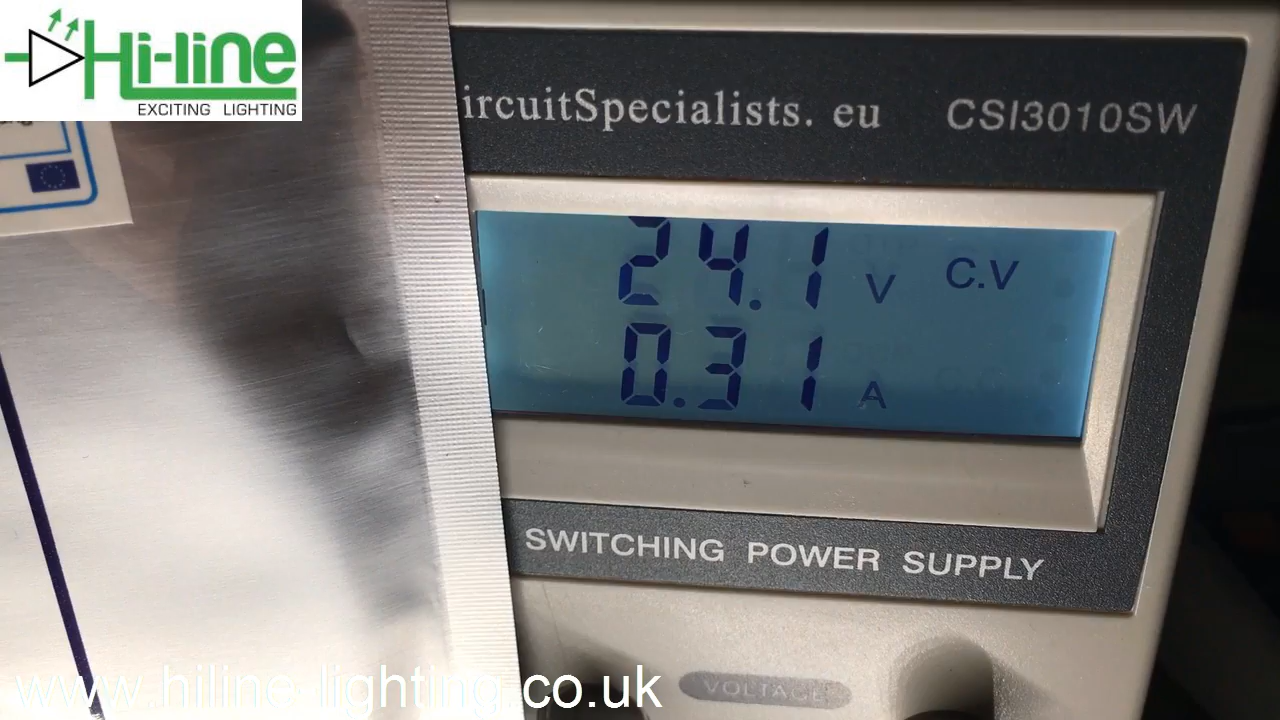 Hi-line
EXCITING LIGHTING
ircuitSpecialists. eu
CSI3010SW
24.1 V C.V
0.31 A
SWITCHING POWER SUPPLY
VOLTAGE
www.hiline-lighting.co.uk